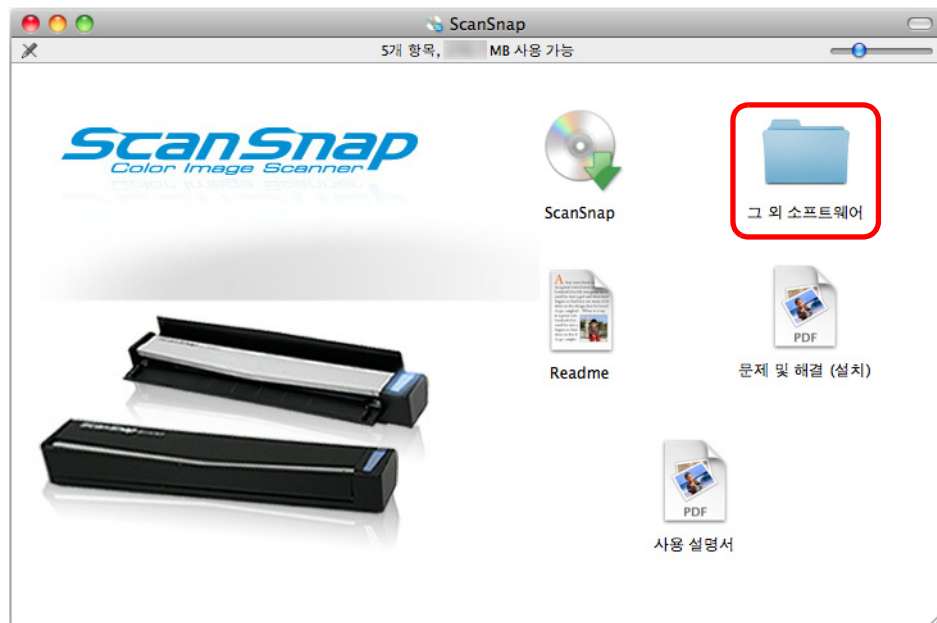 ScanSnap
5개 항목, MB 사용 가능
ScanSnap
Color Image Scanner
ScanSnap
그 외 소프트웨어
Readme
PDF
문제 및 해결 (설치)
PDF
사용 설명서